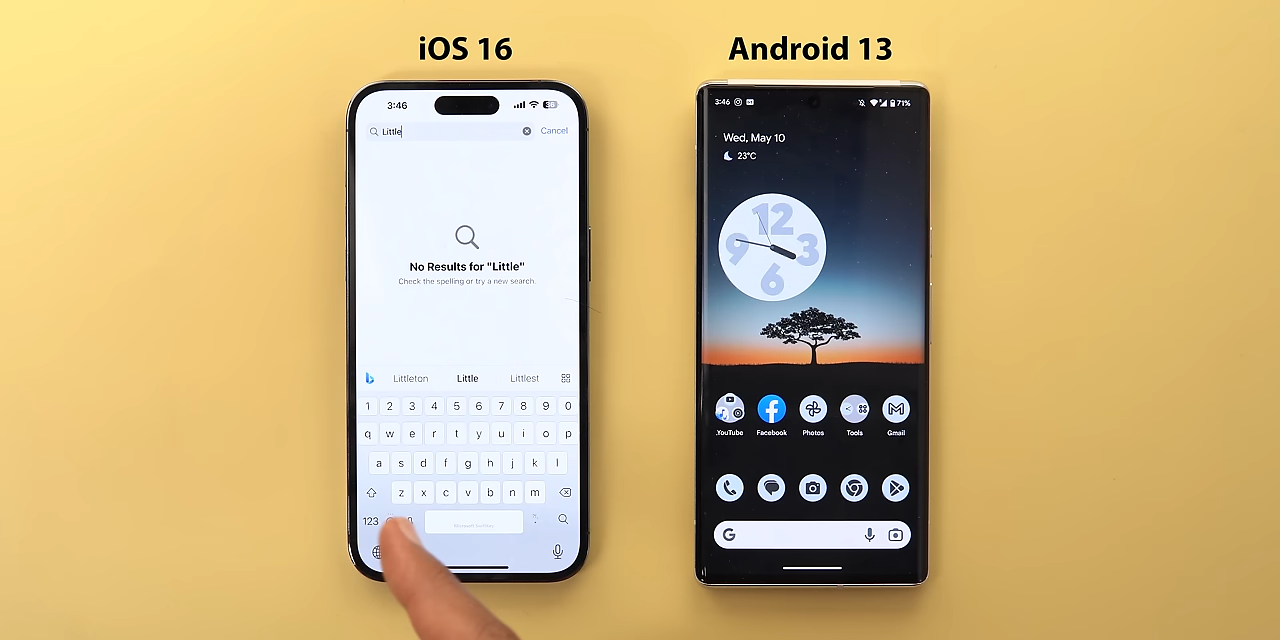 iOS 16
3:46
36
Little
Cancel
No Results for "Little"
Check the spelling or try a new search.
Littleton Little Littlest
1 2 3 4 5 6 7 8 9 0
q w e r t y u i o p
a s d f g h j k l
z x c v b n m
123
Android 13
3:46
71%
Wed, May 10
23°C
12
9 3
6
YouTube Facebook Photos Tools Gmail
G